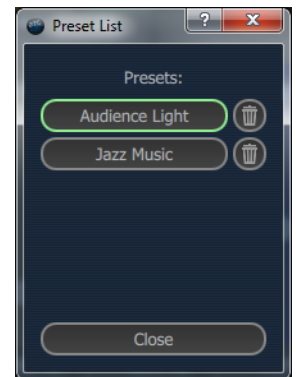 Preset List
?
X
Presets:
Audience Light
Jazz Music
Close